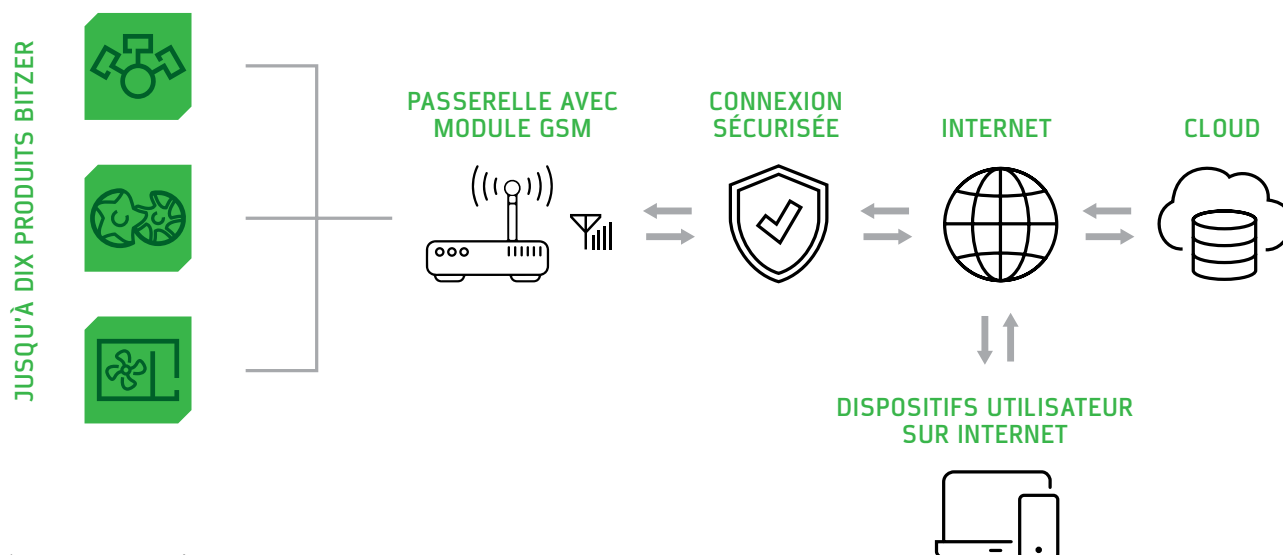 JUSQU'À DIX PRODUITS BITZER
PASSERELLE AVEC
MODULE GSM
CONNEXION
SÉCURISÉE
INTERNET
CLOUD
DISPOSITIFS UTILISATEUR
SUR INTERNET